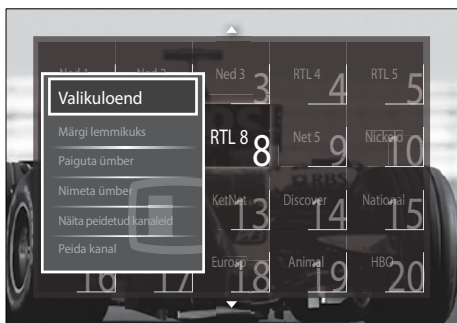 Ned 3
3
RTL 4
4
RTL 5
5
Valikuloend
Märgi lemmikuks
Paiguta ümber
Nimeta ümber
Näita peidetud kanaleid
Peida kanal
RTL 8
8
Net 5
9
10
KetNet
13
Discover
14
National
15
16
17
18
Animal
19
HBO
20